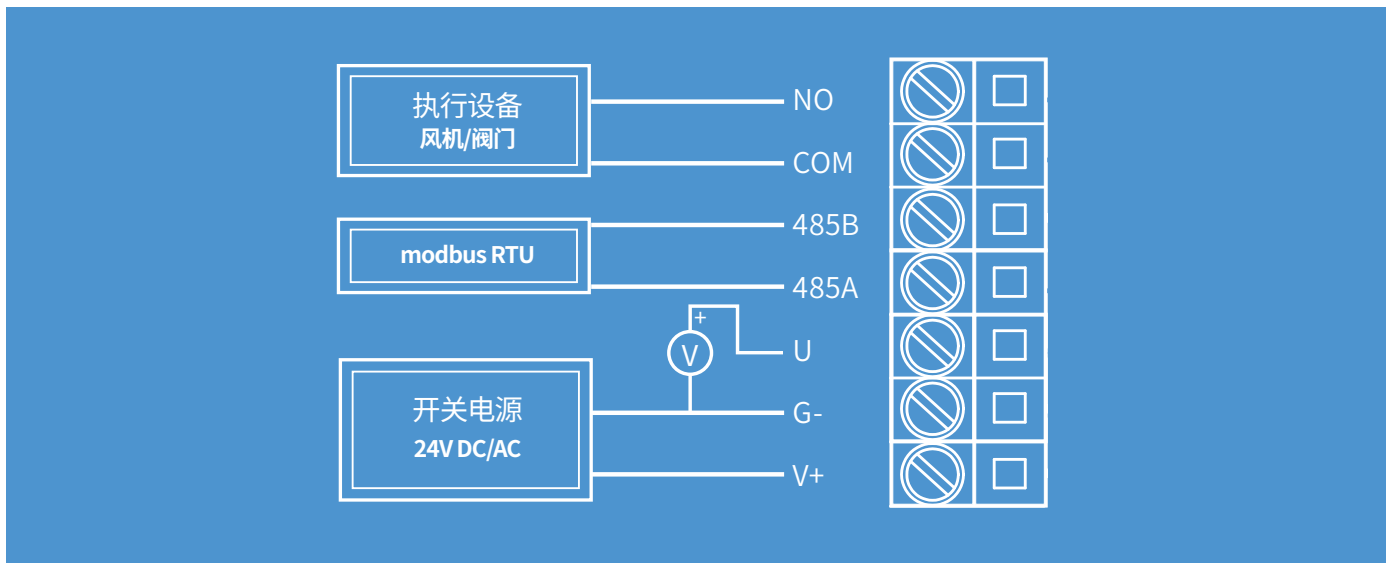 执行设备
风机/阀门
NO
COM
modbus RTU
485B
485A
+
V
U
开关电源
24V DC/AC
G-
V+